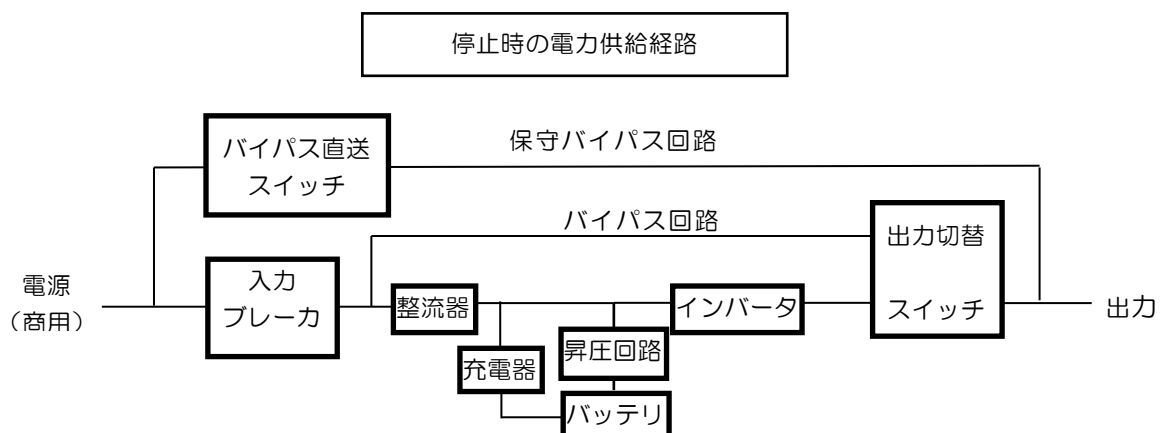 停止時の電力供給経路
バイパス直送
スイッチ
保守バイパス回路
バイパス回路
出力切替
スイッチ
電源
（商用）
入力
ブレーカ
整流器
インバータ
出力
昇圧回路
充電器
バッテリ